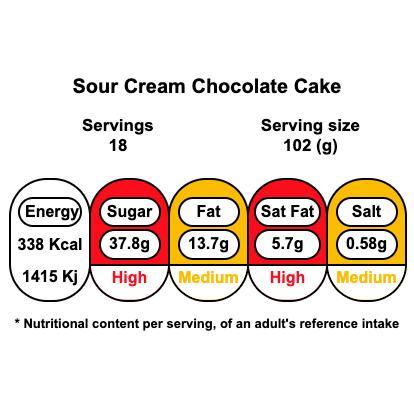 Sour Cream Chocolate Cake
Servings
18
Serving size
102 (g)
Energy Sugar Fat Sat Fat Salt
338 Kcal 37.8g 13.7g 5.7g 0.58g
1415 Kj High Medium High Medium
* Nutritional content per serving, of an adult's reference intake